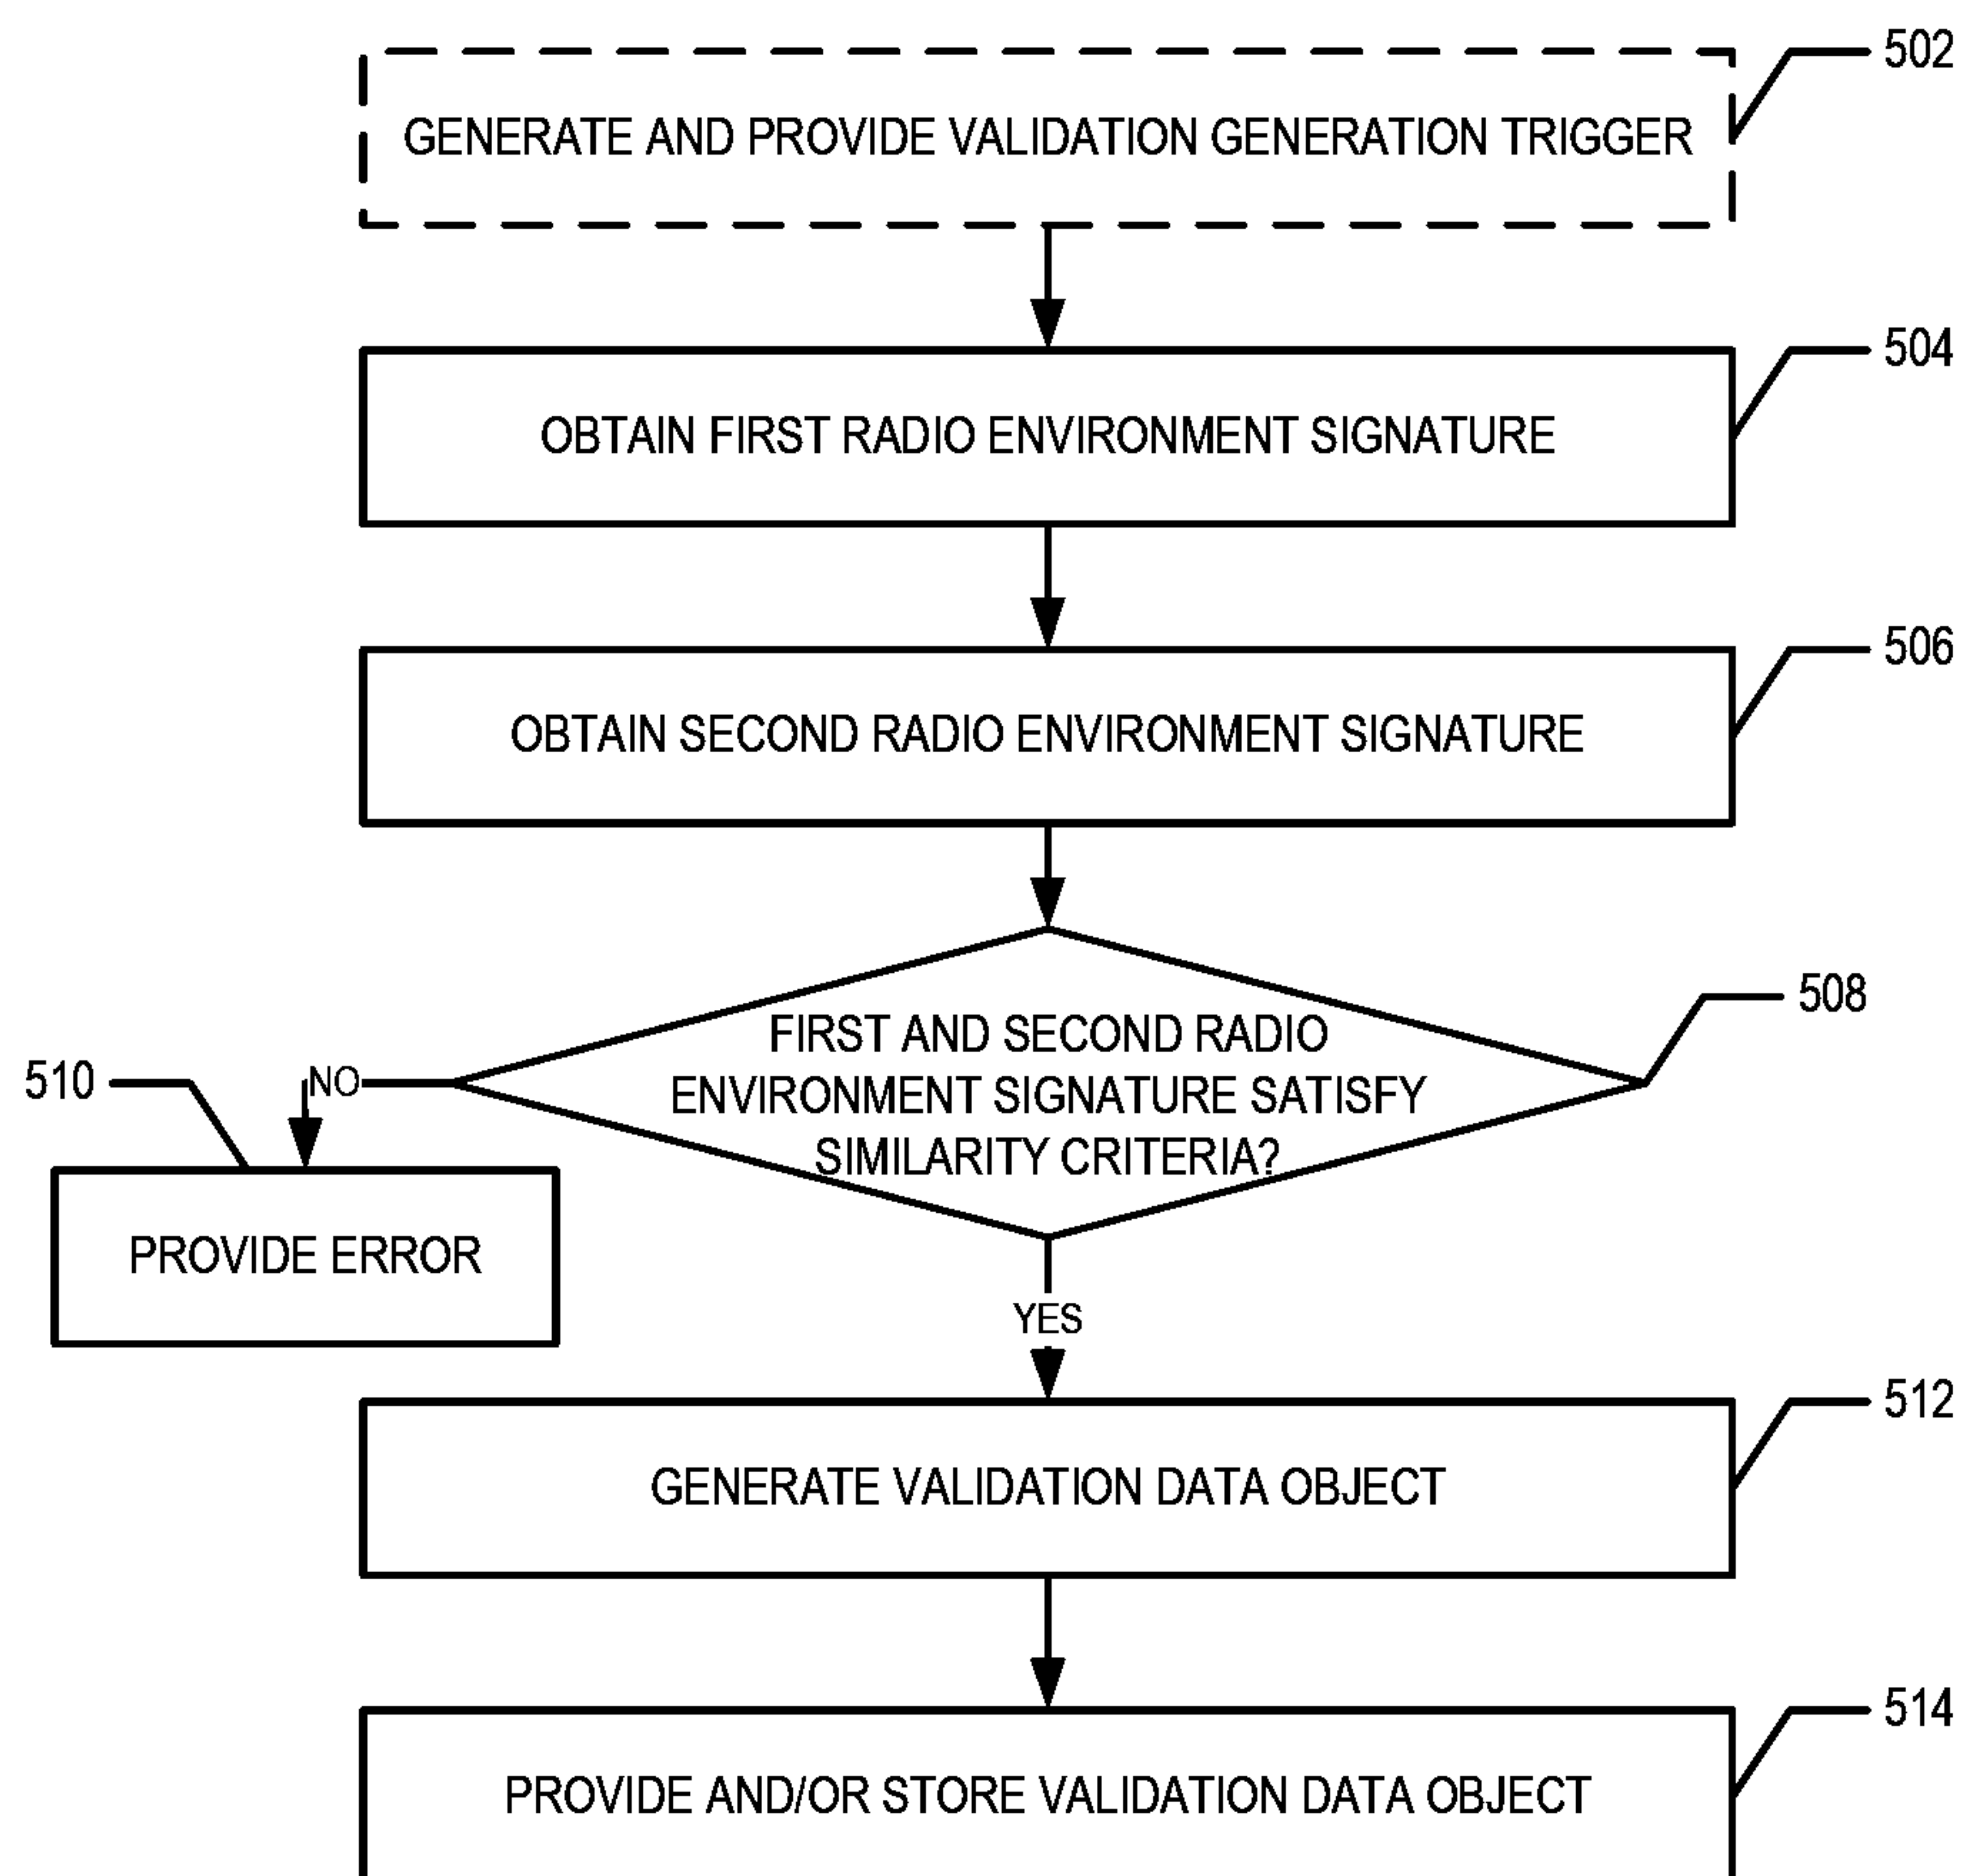 502
GENERATE AND PROVIDE VALIDATION GENERATION TRIGGER
504
OBTAIN FIRST RADIO ENVIRONMENT SIGNATURE
506
OBTAIN SECOND RADIO ENVIRONMENT SIGNATURE
508
FIRST AND SECOND RADIO
ENVIRONMENT SIGNATURE SATISFY
SIMILARITY CRITERIA?
510
NO
PROVIDE ERROR
YES
512
GENERATE VALIDATION DATA OBJECT
514
PROVIDE AND/OR STORE VALIDATION DATA OBJECT